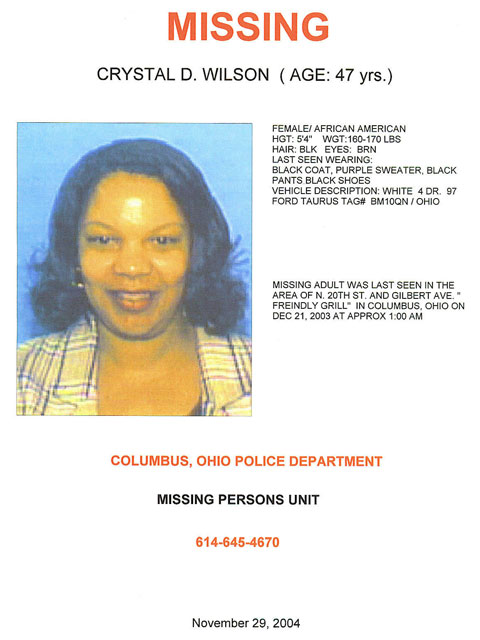 MISSING
CRYSTAL D. WILSON ( AGE: 47 yrs.)
FEMALE/ AFRICAN AMERICAN
HGT: 5'4" WGT:160-170 LBS
HAIR: BLK EYES: BRN
LAST SEEN WEARING:
BLACK COAT, PURPLE SWEATER, BLACK
PANTS BLACK SHOES
VEHICLE DESCRIPTION: WHITE 4 DR. 97
FORD TAURUS TAG# BM10QN / OHIO
MISSING ADULT WAS LAST SEEN IN THE
AREA OF N. 20TH ST. AND GILBERT AVE. "
FREINDLY GRILL" IN COLUMBUS, OHIO ON
DEC 21, 2003 AT APPROX 1:00 AM
COLUMBUS, OHIO POLICE DEPARTMENT
MISSING PERSONS UNIT
614-645-4670
November 29, 2004